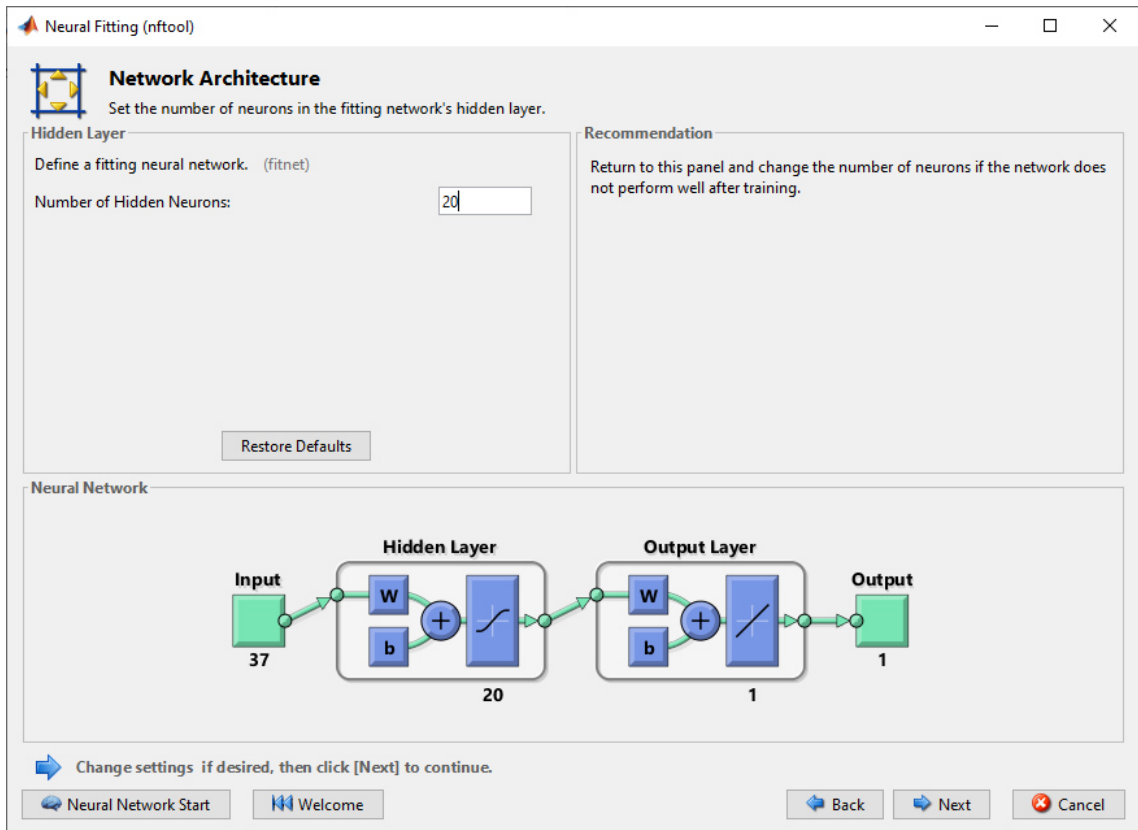 Neural Fitting (nftool)
Network Architecture
Set the number of neurons in the fitting network's hidden layer.
Hidden Layer
Define a fitting neural network. (fitnet)
Number of Hidden Neurons:
20
Restore Defaults
Recommendation
Return to this panel and change the number of neurons if the network does
not perform well after training.
Neural Network
Hidden Layer
Output Layer
Input
W
b
W
b
Output
37
20
1
1
Change settings if desired, then click [Next] to continue.
Neural Network Start
Welcome
Back
Next
Cancel